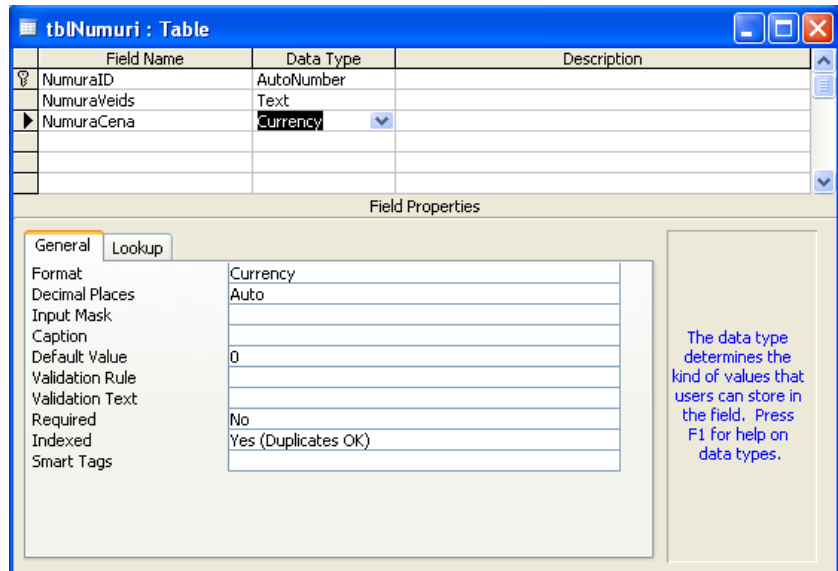 tblNumuri : Table
Field Name Data Type Description
NumuraID AutoNumber
NumuraVeids Text
NumuraCena Currency
Field Properties
General Lookup
Format Currency
Decimal Places Auto
Input Mask
Caption
Default Value 0
Validation Rule
Validation Text
Required No
Indexed Yes (Duplicates OK)
Smart Tags
The data type
determines the
kind of values that
users can store in
the field. Press
F1 for help on
data types.